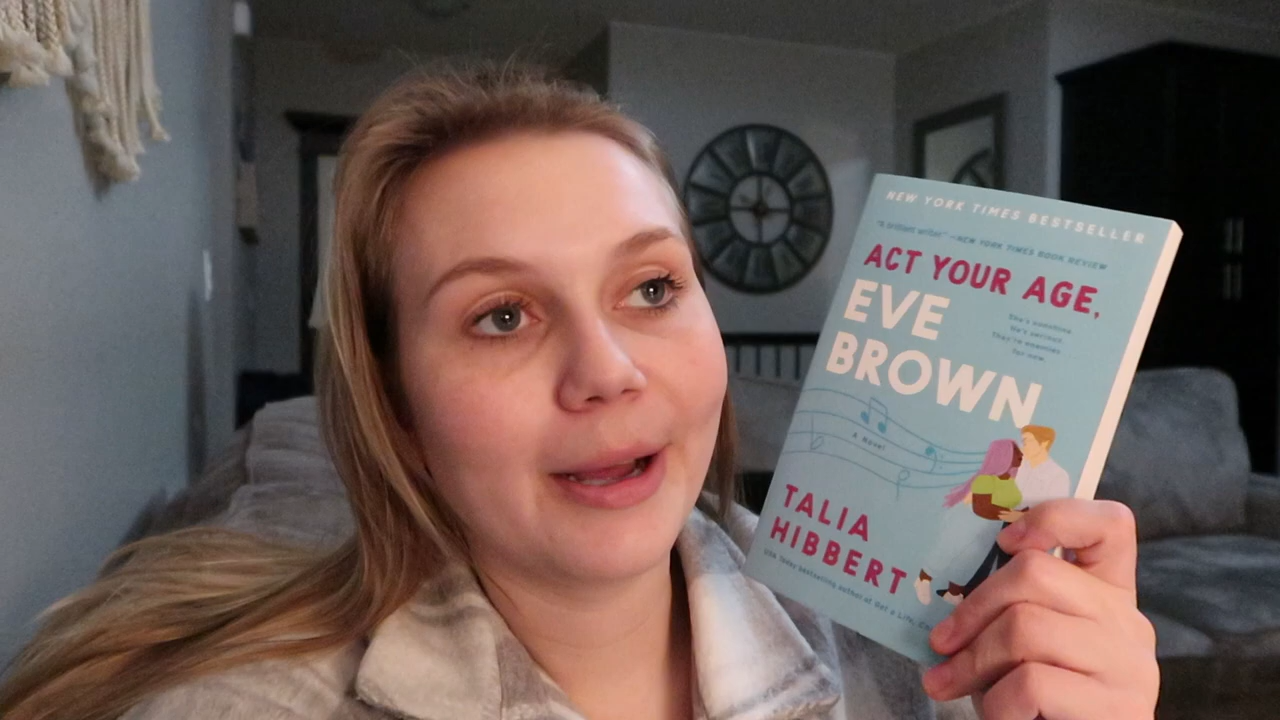 NEW YORK TIMES BESTSELLER
"A brilliant writer." —NEW YORK TIMES BOOK REVIEW
ACT YOUR AGE,
EVE
BROWN
She's sunshine.
He's serious.
They're enemies
for now.
A Novel
TALIA
HIBBERT
USA Today bestselling author of Get a Life,